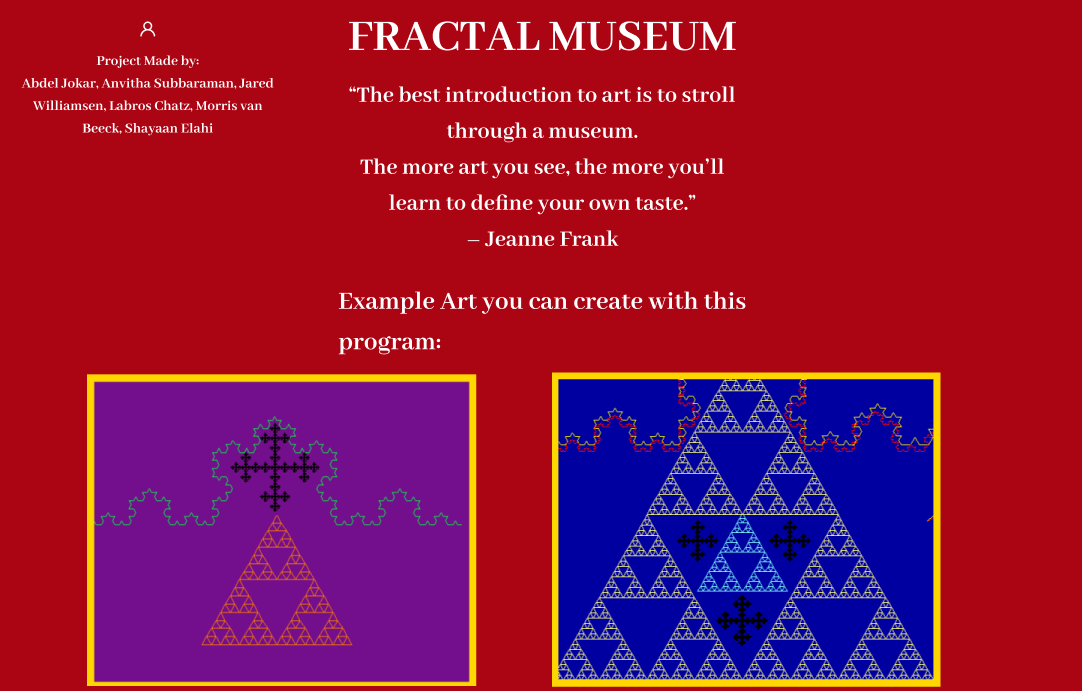 FRACTAL MUSEUM
Project Made by:
Abdel Jokar, Anvitha Subbaraman, Jared
Williamsen, Labros Chatz, Morris van
Beeck, Shayaan Elahi
“The best introduction to art is to stroll
through a museum.
The more art you see, the more you’ll
learn to define your own taste.”
– Jeanne Frank
Example Art you can create with this
program: